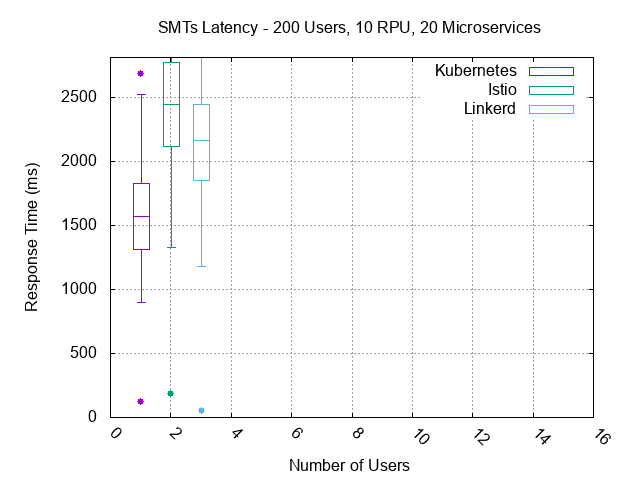 SMTs Latency - 200 Users, 10 RPU, 20 Microservices
Kubernetes
Istio
Linkerd
2500
2000
1500
1000
500
0
Response Time (ms)
0 2 4 6 8 10 12 14 16
Number of Users